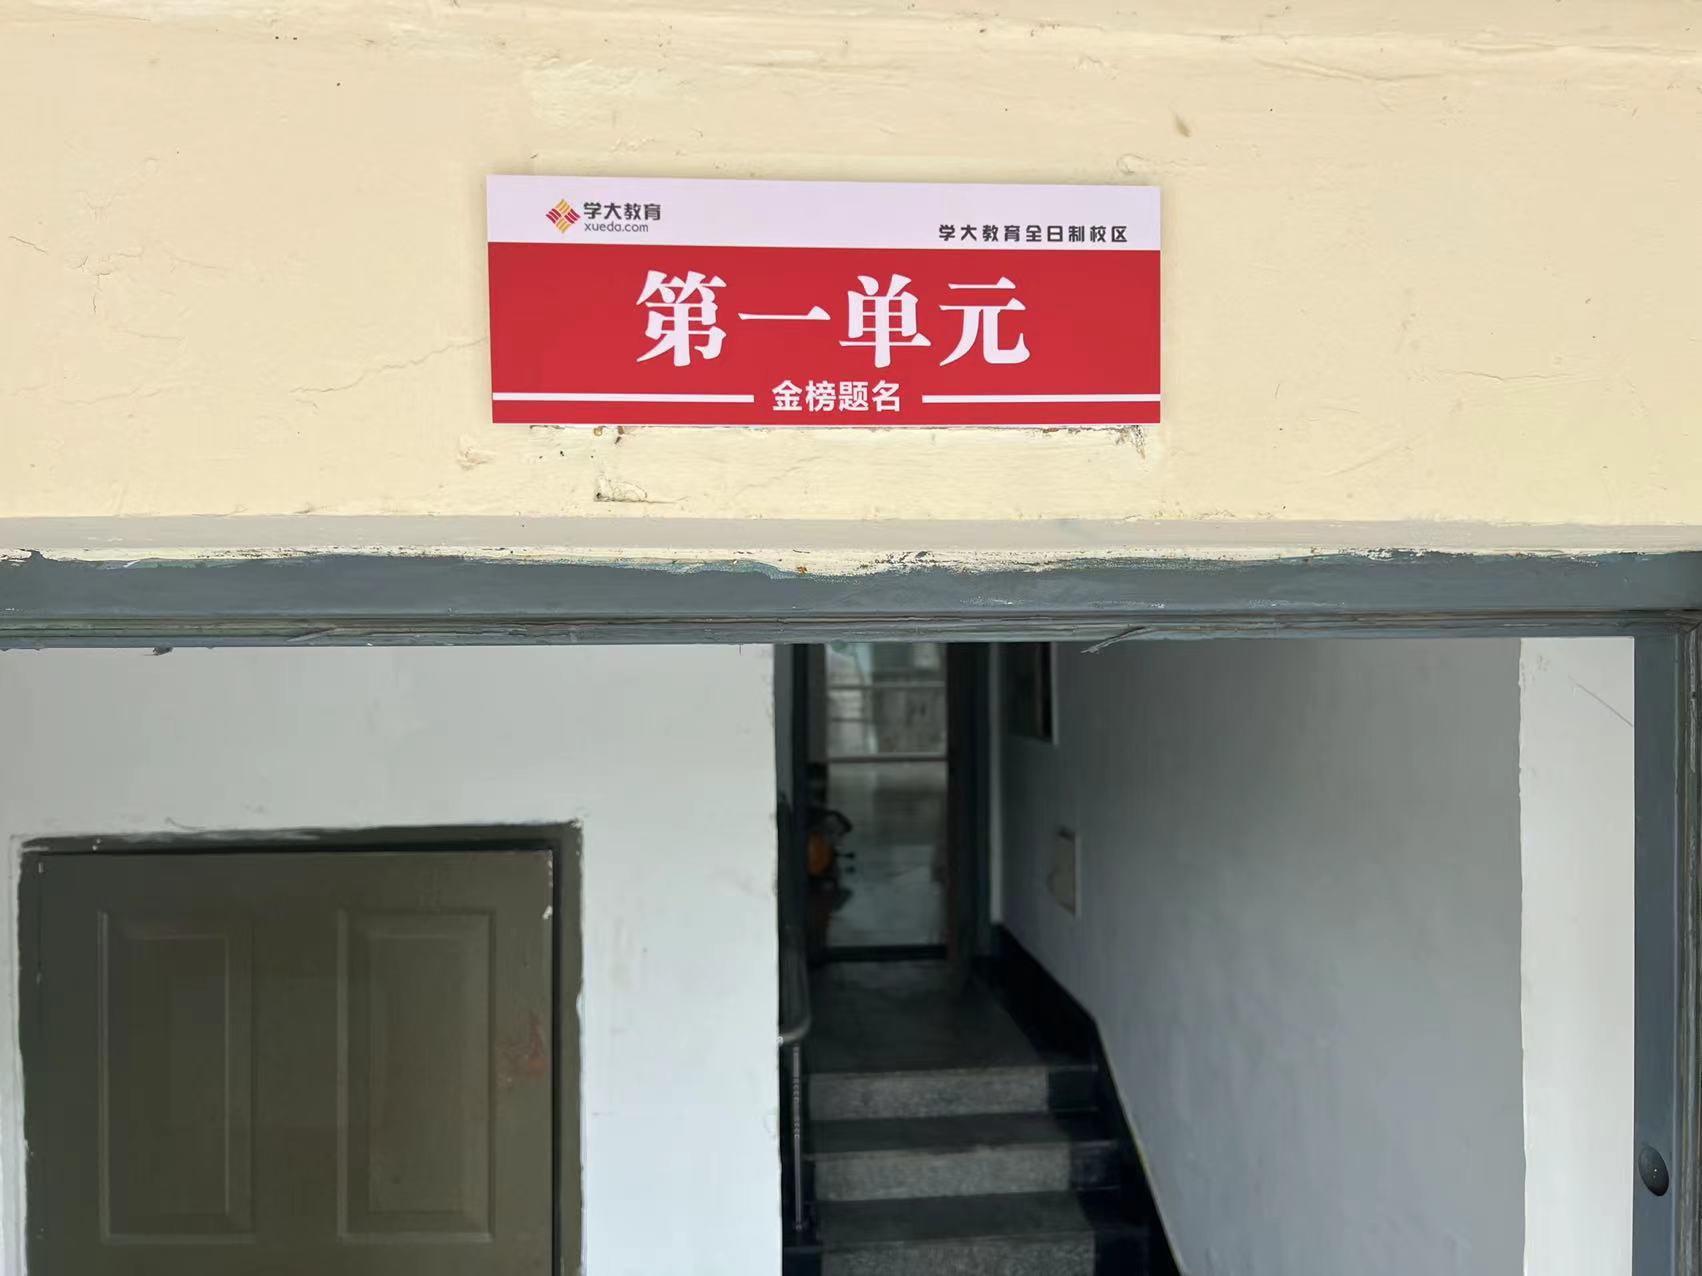 学大教育
xueda.com
学大教育全日制校区
第一单元
金榜题名